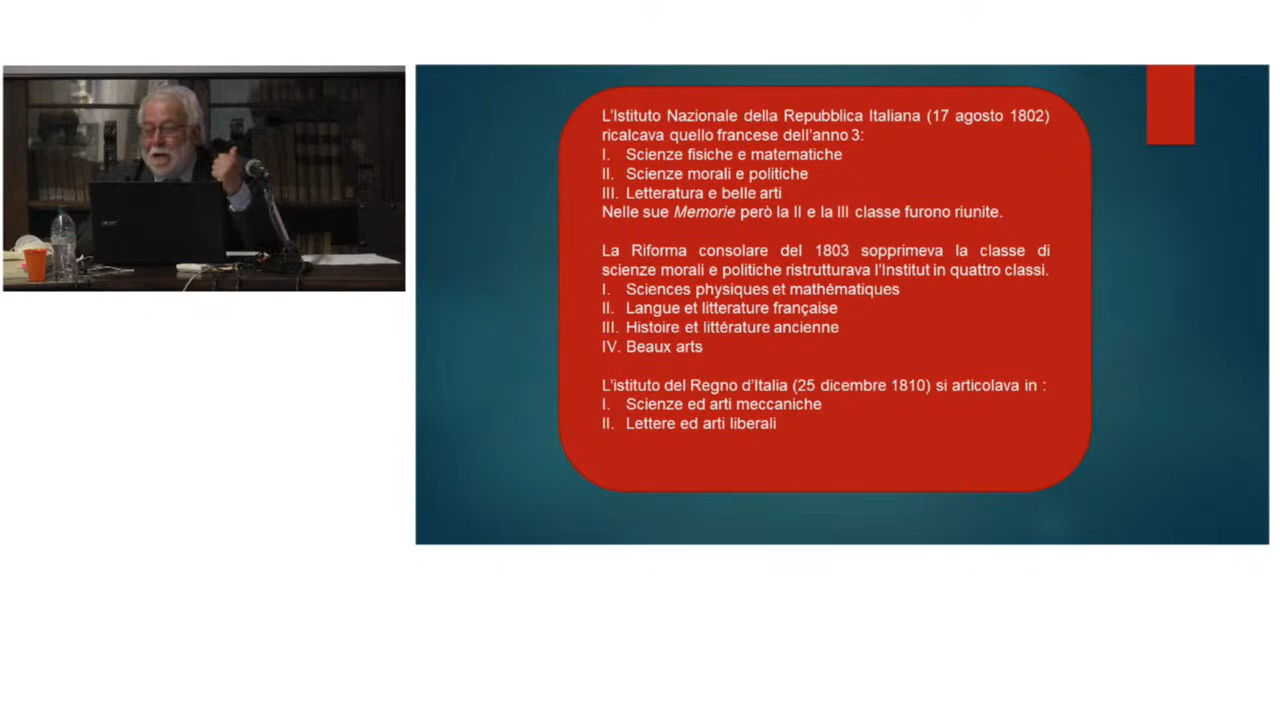 L'Istituto Nazionale della Repubblica Italiana (17 agosto 1802)
ricalcava quello francese dell'anno 3:
I. Scienze fisiche e matematiche
II. Scienze morali e politiche
III. Letteratura e belle arti
Nelle sue Memorie però la II e la III classe furono riunite.
La Riforma consolare del 1803 sopprimeva la classe di
scienze morali e politiche ristrutturava l'Institut in quattro classi.
I. Sciences physiques et mathématiques
II. Langue et litterature française
III. Histoire et littérature ancienne
IV. Beaux arts
L'istituto del Regno d'Italia (25 dicembre 1810) si articolava in :
I. Scienze ed arti meccaniche
II. Lettere ed arti liberali